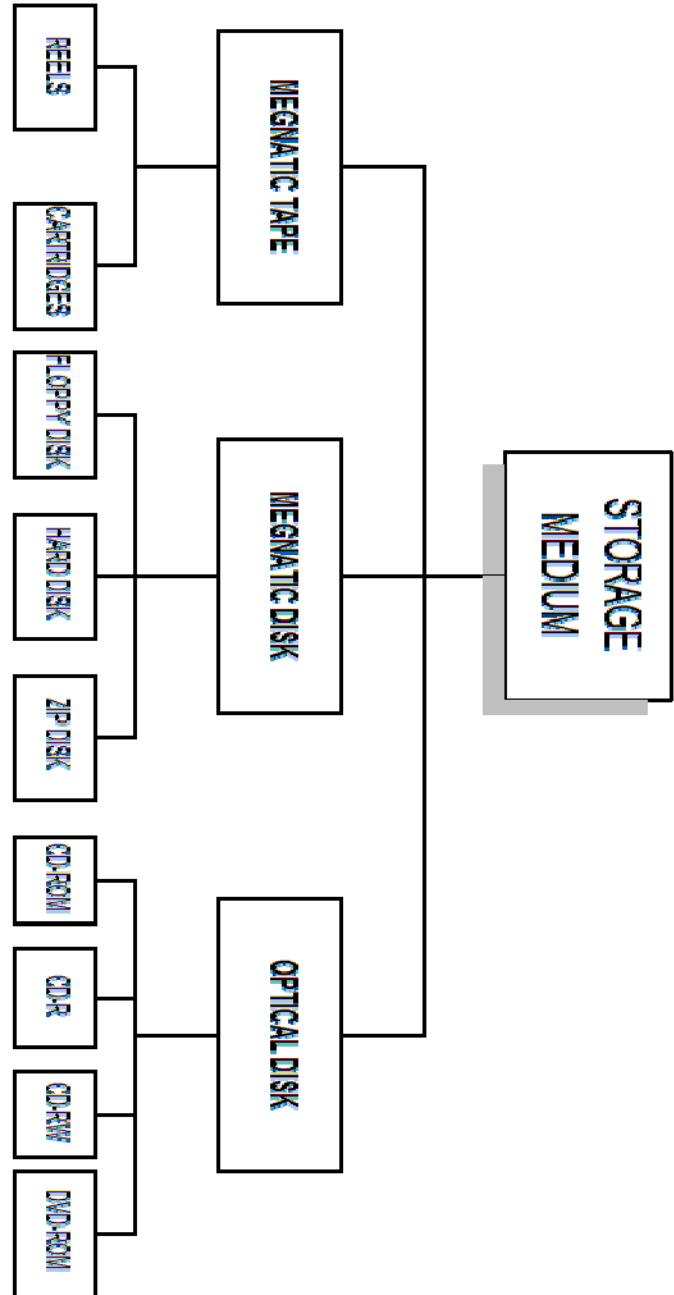 STORAGE
MEDIUM
MEGNATIC TAPE
MEGNATIC DISK
OPTICAL DISK
REELS
CARTRIDGES
FLOPPY DISK
HARD DISK
ZIP DISK
CD-ROM
CD-R
CD-RW
DVD-ROM